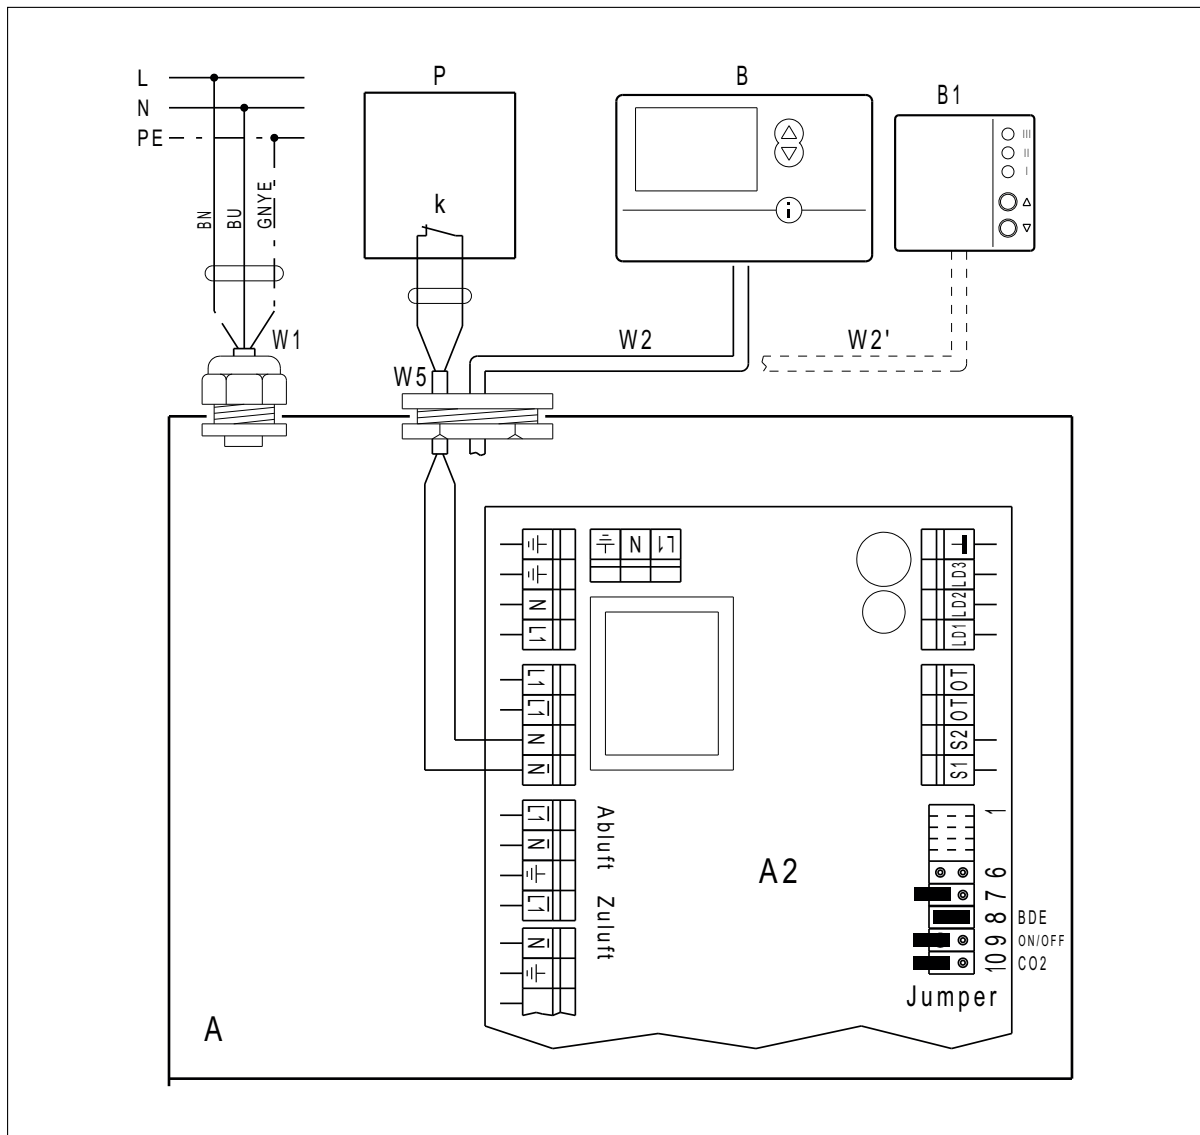 L
N
PE
BN
BU
GNYE
W1
P
k
W5
B
i
W2
B1
III
II
I
W2'
N
L1
N
L1
L1
L1
N
N
L1
N
L1
N
Abluft
Zuluft
A2
A
LD3
LD2
LD1
OT
OT
S2
S1
1
6
7
8 BDE
9 ON/OFF
10 CO2
Jumper